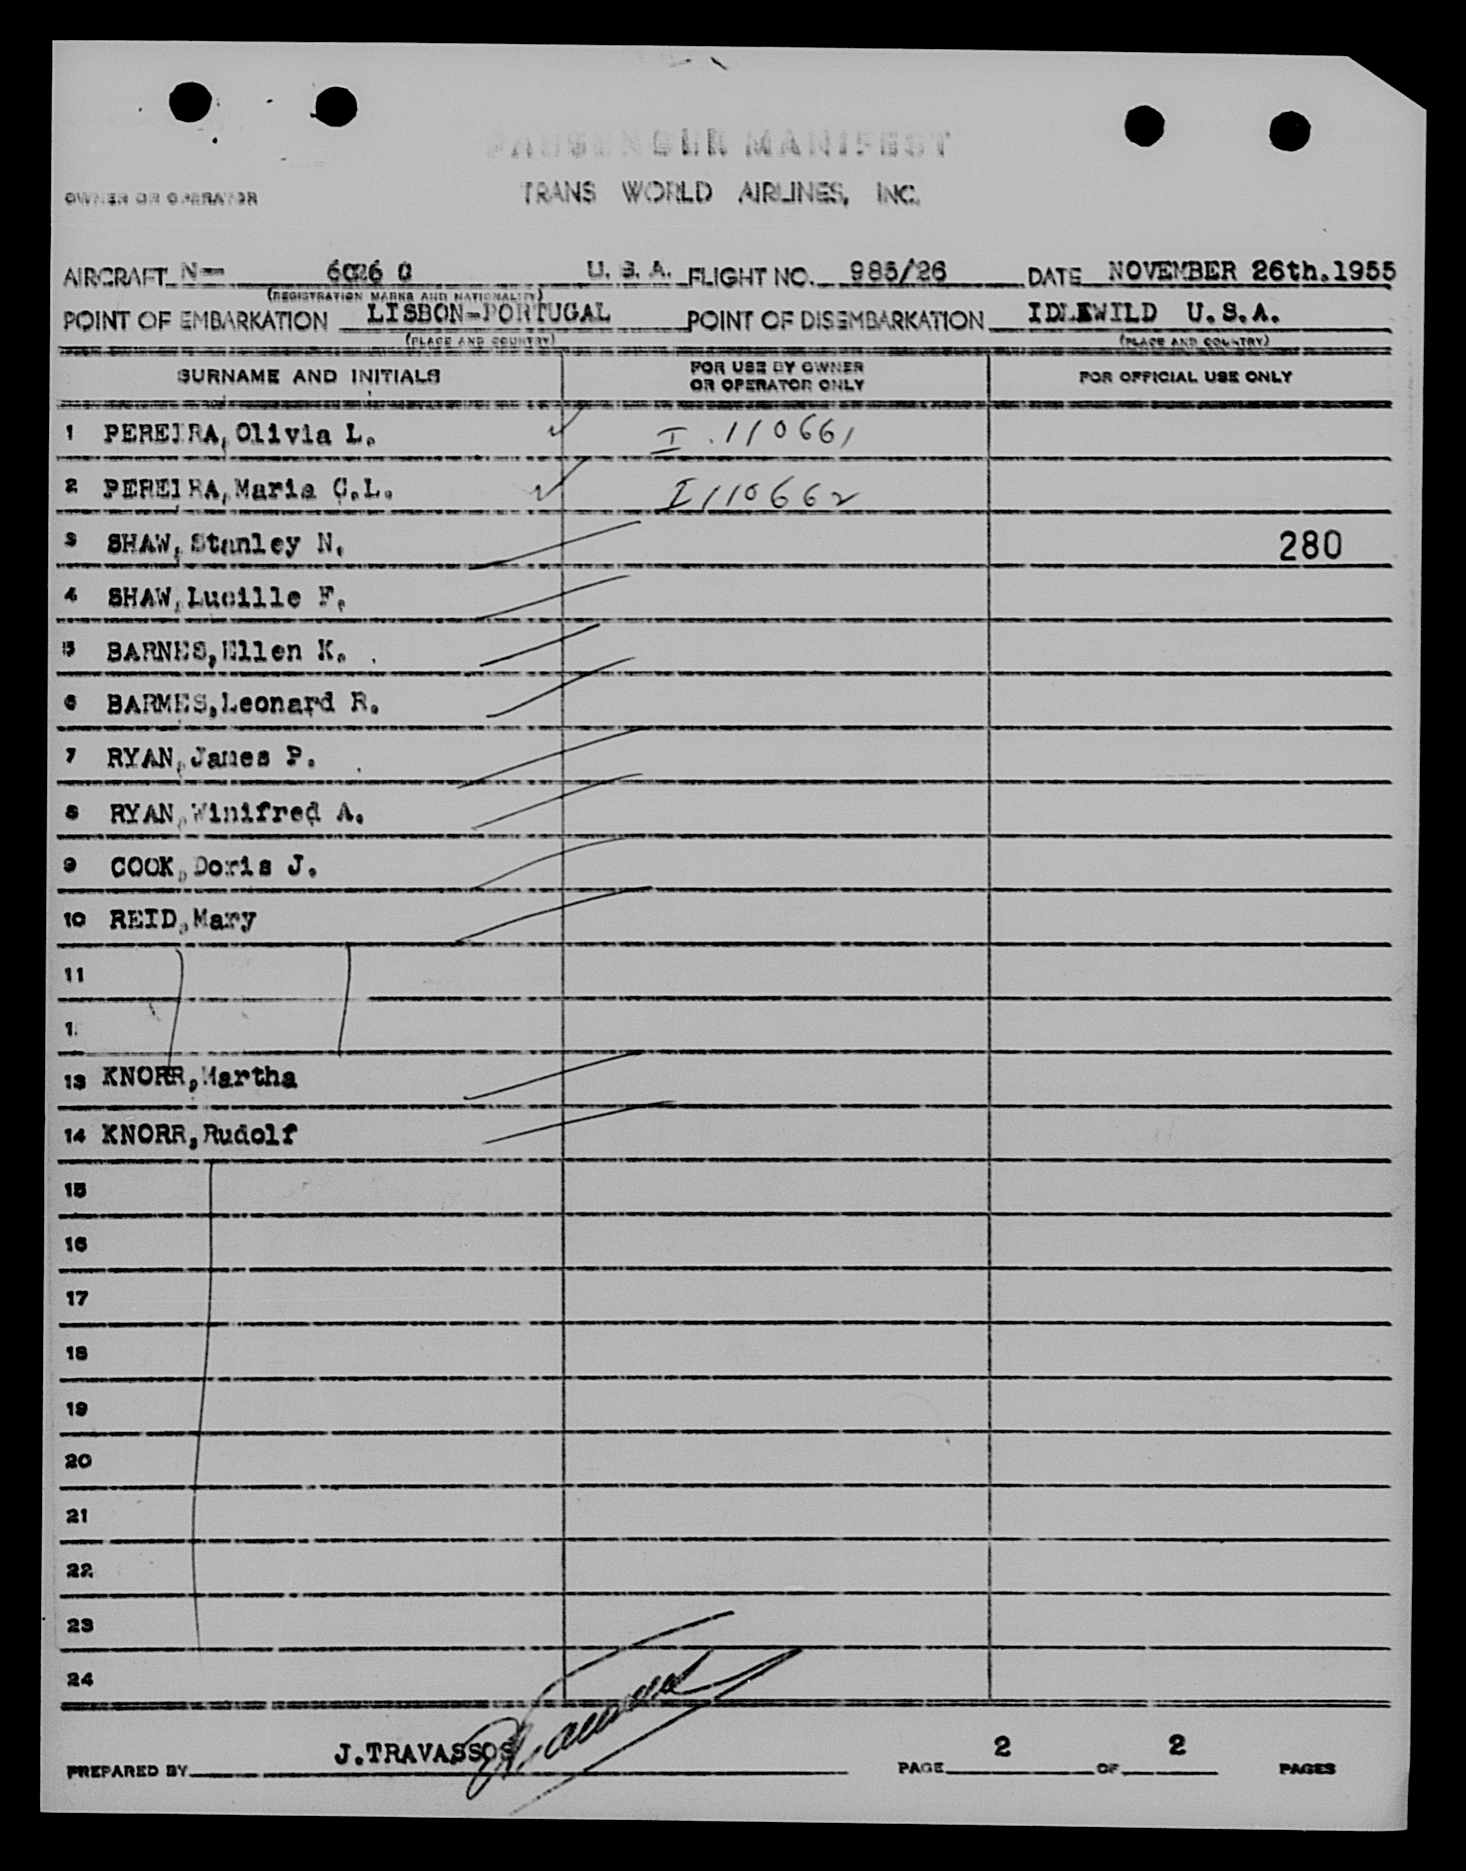 PASSENGER MANIFEST
OWNER OR OPERATOR TRANS WORLD AIRLINES, INC.
AIRCRAFT N- 6026 C U. S. A. FLIGHT NO. 985/26 DATE NOVEMBER 26th.1955
(REGISTRATION MARKS AND NATIONALITY)
POINT OF EMBARKATION LISBON-PORTUGAL POINT OF DISEMBARKATION IDLEWILD U.S.A.
(PLACE AND COUNTRY) (PLACE AND COUNTRY)
SURNAME AND INITIALS FOR USE BY OWNER OR OPERATOR ONLY FOR OFFICIAL USE ONLY
1 PEREIRA,Olivia L. I.110661
2 PEREIRA,Maria C.L. I110662
3 SHAW,Stanley N. 280
4 SHAW,Lucille F.
5 BARNES,Ellen K.
6 BARMES,Leonard R.
7 RYAN,James P.
8 RYAN,Winifred A.
9 COOK,Doris J.
10 REID,Mary
11
1
13 KNORR,Martha
14 KNORR,Rudolf
15
16
17
18
19
20
21
22
23
24
PREPARED BY J.TRAVASSOS PAGE 2 OF 2 PAGES